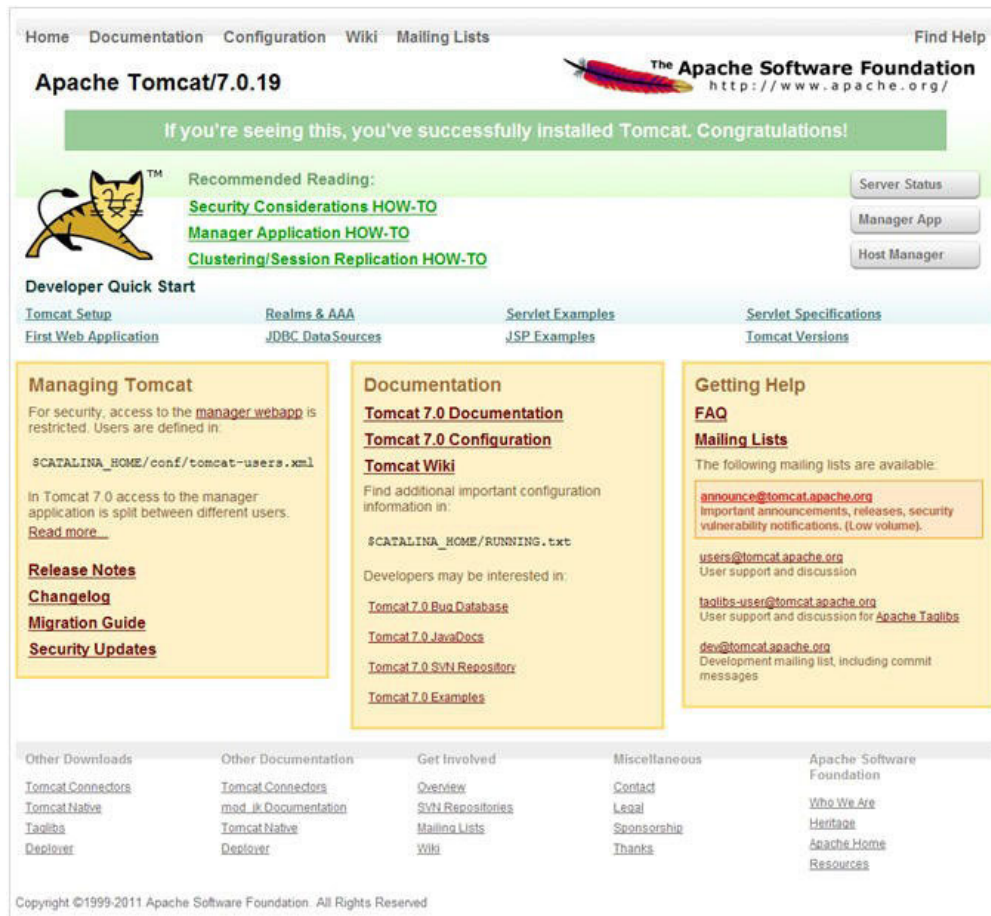 Home Documentation Configuration Wiki Mailing Lists Find Help
Apache Tomcat/7.0.19
The Apache Software Foundation
http://www.apache.org/
If you're seeing this, you've successfully installed Tomcat. Congratulations!
TM
Recommended Reading:
Security Considerations HOW-TO
Manager Application HOW-TO
Clustering/Session Replication HOW-TO
Server Status
Manager App
Host Manager
Developer Quick Start
Tomcat Setup
First Web Application
Realms & AAA
JDBC DataSources
Servlet Examples
JSP Examples
Servlet Specifications
Tomcat Versions
Managing Tomcat
For security, access to the manager webapp is
restricted. Users are defined in:
$CATALINA_HOME/conf/tomcat-users.xml
In Tomcat 7.0 access to the manager
application is split between different users.
Read more...
Release Notes
Changelog
Migration Guide
Security Updates
Documentation
Tomcat 7.0 Documentation
Tomcat 7.0 Configuration
Tomcat Wiki
Find additional important configuration
information in:
$CATALINA_HOME/RUNNING.txt
Developers may be interested in:
Tomcat 7.0 Bug Database
Tomcat 7.0 JavaDocs
Tomcat 7.0 SVN Repository
Tomcat 7.0 Examples
Getting Help
FAQ
Mailing Lists
The following mailing lists are available:
announce@tomcat.apache.org
Important announcements, releases, security
vulnerability notifications. (Low volume).
users@tomcat.apache.org
User support and discussion
taglibs-user@tomcat.apache.org
User support and discussion for Apache Taglibs
dev@tomcat.apache.org
Development mailing list, including commit
messages
Other Downloads
Tomcat Connectors
Tomcat Native
Taglibs
Deployer
Other Documentation
Tomcat Connectors
mod_jk Documentation
Tomcat Native
Deployer
Get Involved
Overview
SVN Repositories
Mailing Lists
Wiki
Miscellaneous
Contact
Legal
Sponsorship
Thanks
Apache Software
Foundation
Who We Are
Heritage
Apache Home
Resources
Copyright ©1999-2011 Apache Software Foundation. All Rights Reserved